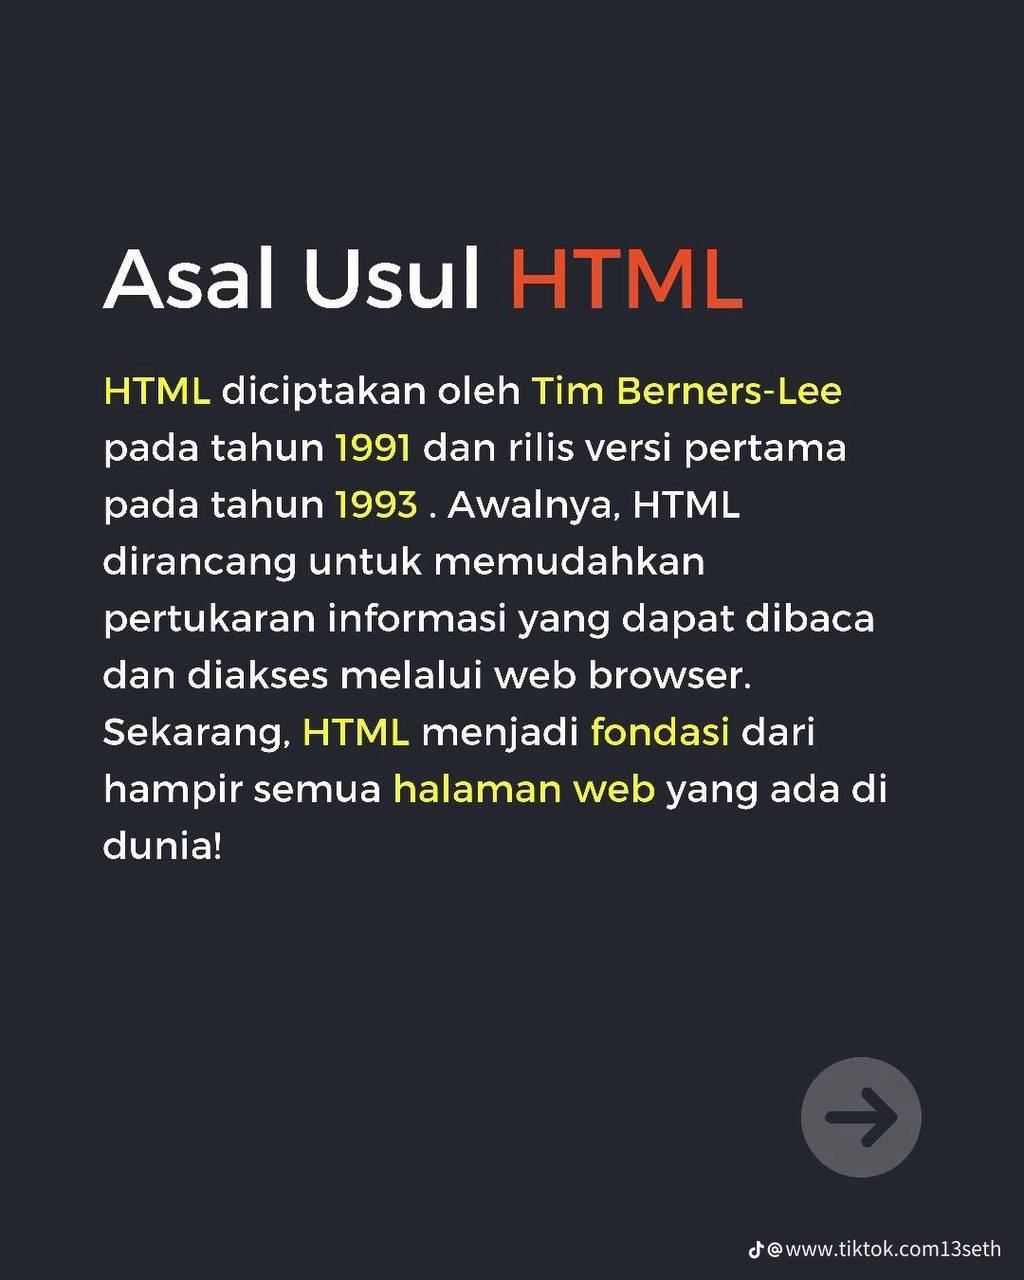 Asal Usul HTML
HTML diciptakan oleh Tim Berners-Lee
pada tahun 1991 dan rilis versi pertama
pada tahun 1993 . Awalnya, HTML
dirancang untuk memudahkan
pertukaran informasi yang dapat dibaca
dan diakses melalui web browser.
Sekarang, HTML menjadi fondasi dari
hampir semua halaman web yang ada di
dunia!
@www.tiktok.com13seth